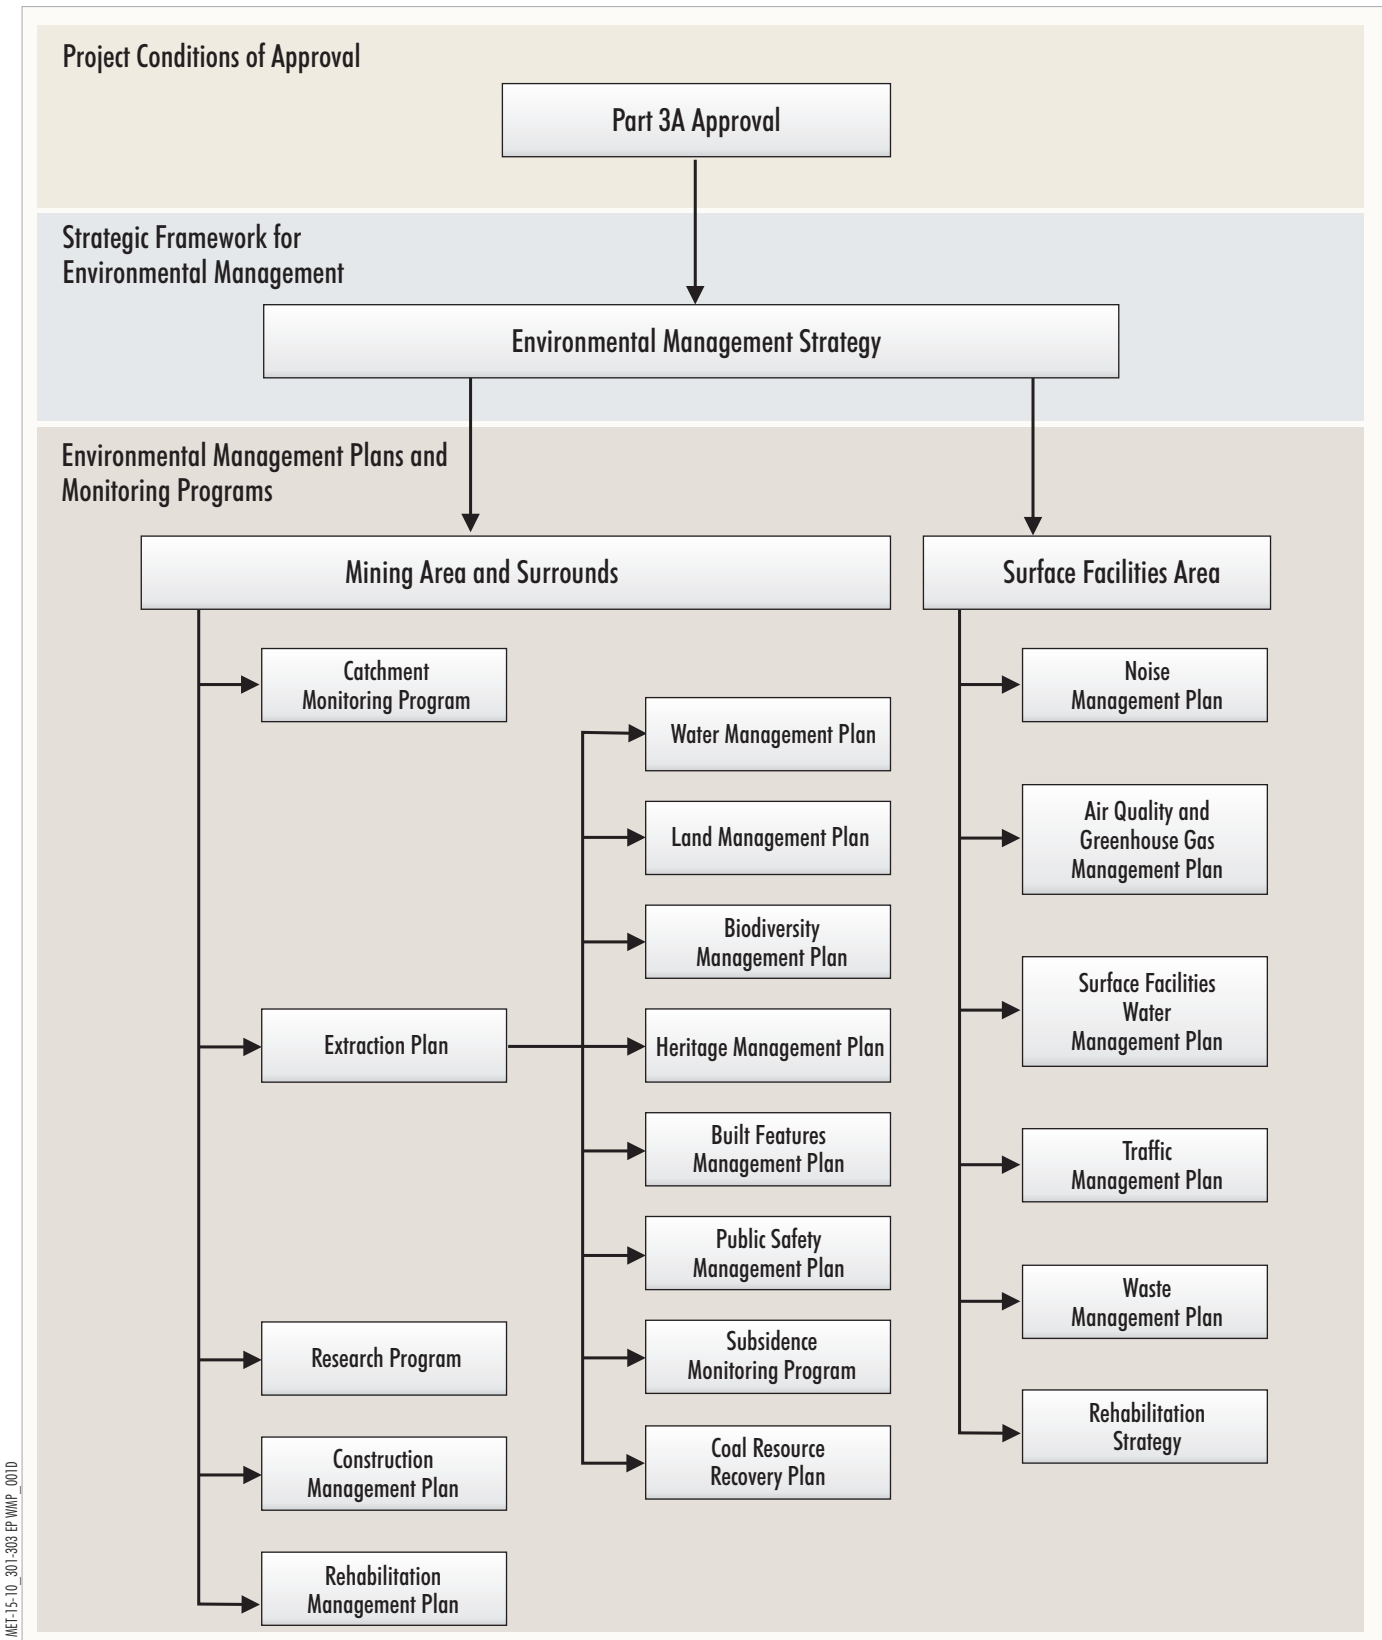 Project Conditions of Approval
Part 3A Approval
Strategic Framework for
Environmental Management
Environmental Management Strategy
Environmental Management Plans and
Monitoring Programs
Mining Area and Surrounds
Catchment
Monitoring Program
Extraction Plan
Water Management Plan
Land Management Plan
Biodiversity
Management Plan
Heritage Management Plan
Built Features
Management Plan
Public Safety
Management Plan
Subsidence
Monitoring Program
Coal Resource
Recovery Plan
Research Program
Construction
Management Plan
Rehabilitation
Management Plan
Surface Facilities Area
Noise
Management Plan
Air Quality and
Greenhouse Gas
Management Plan
Surface Facilities
Water
Management Plan
Traffic
Management Plan
Waste
Management Plan
Rehabilitation
Strategy
MET-15-10_301-303 EP WMP_001D